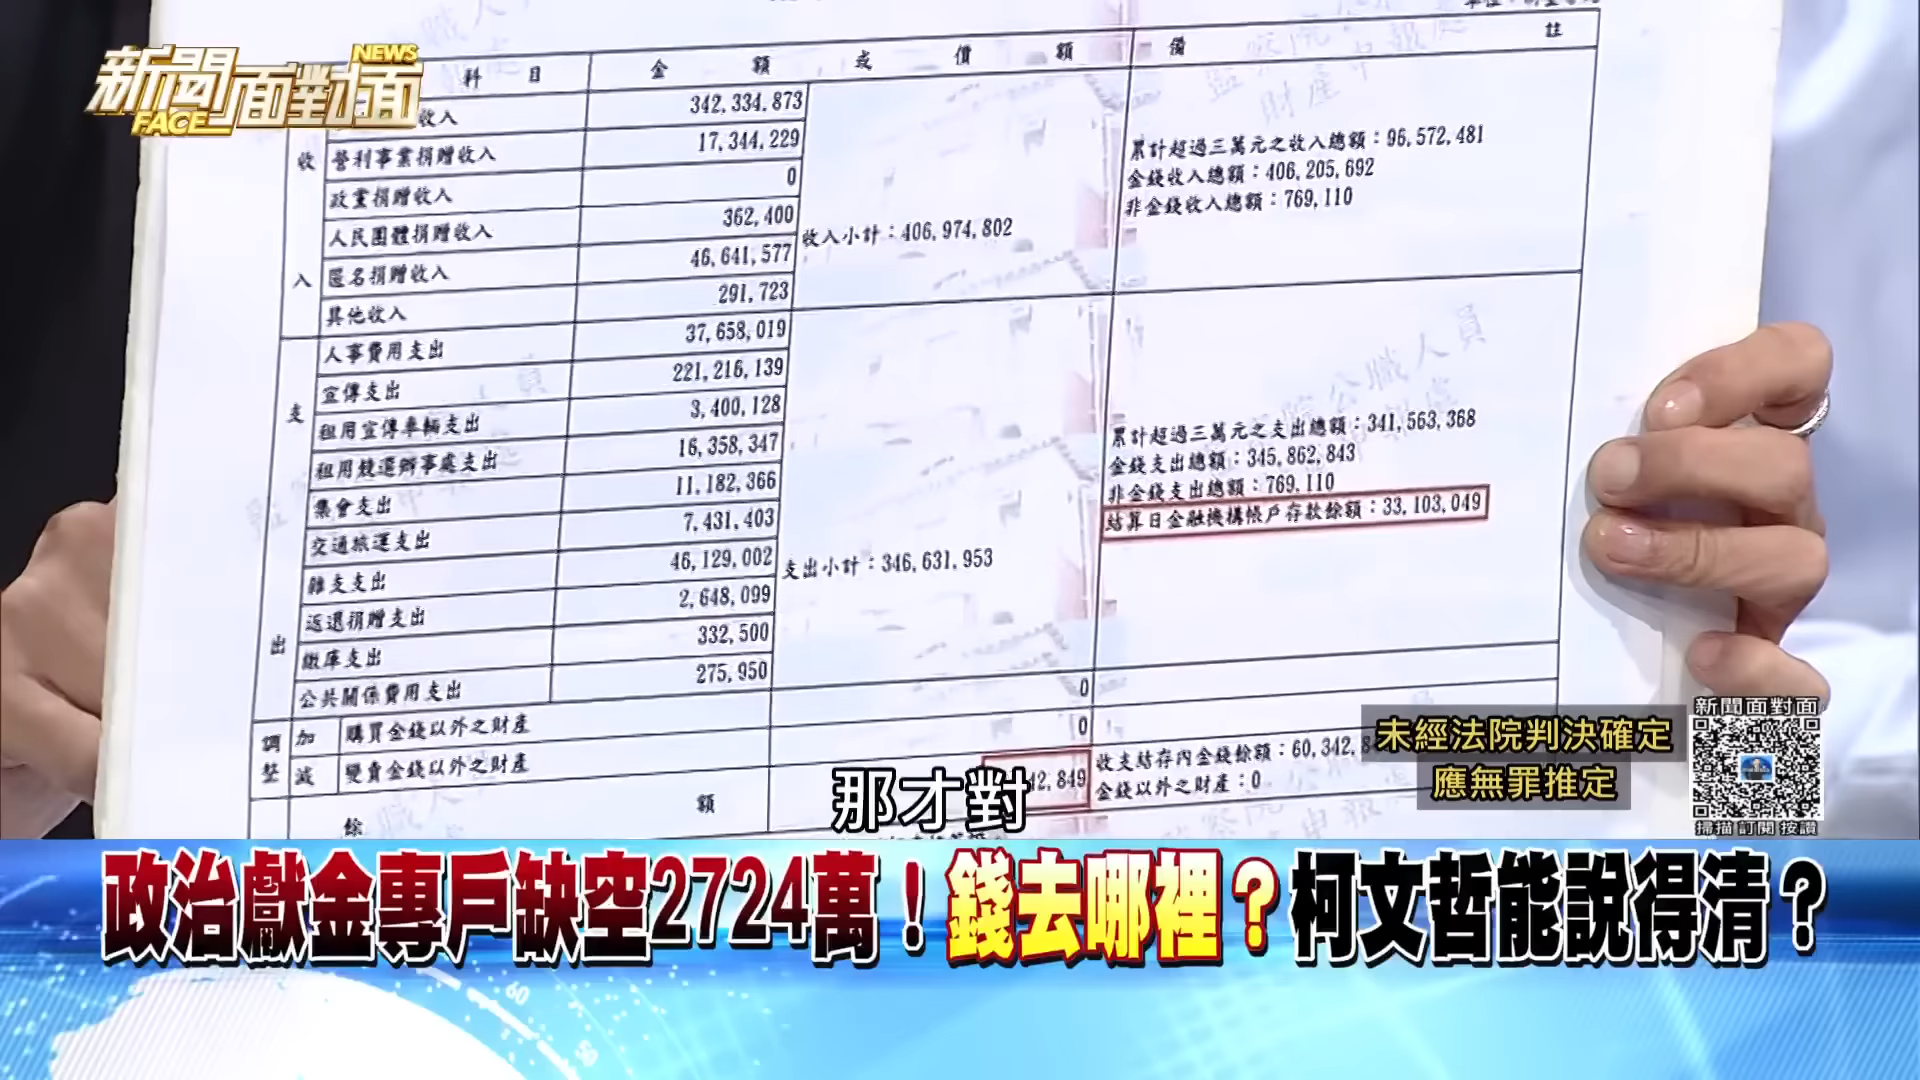 新聞面對面
NEWS
FACE
科 目
金 額 或 價 額
備 註
收入
收入
342,334,873
營利事業捐贈收入
17,344,229
政黨捐贈收入
0
人民團體捐贈收入
362,400
匿名捐贈收入
46,641,577
其他收入
291,723
收入小計：406,974,802
累計超過三萬元之收入總額：96,572,481
金錢收入總額：406,205,692
非金錢收入總額：769,110
支出
人事費用支出
37,658,019
宣傳支出
221,216,139
租用宣傳車輛支出
3,400,128
租用競選辦事處支出
16,358,347
集會支出
11,182,366
交通旅運支出
7,431,403
雜支支出
46,129,002
返還捐贈支出
2,648,099
繳庫支出
332,500
公共關係費用支出
275,950
支出小計：346,631,953
累計超過三萬元之支出總額：341,563,368
金錢支出總額：345,862,843
非金錢支出總額：769,110
結算日金融機構帳戶存款餘額：33,103,049
調整
加
購買金錢以外之財產
0
減
變賣金錢以外之財產
0
餘 額
42,849
收支結存內金錢餘額：60,342,8
金錢以外之財產：0
那才對
未經法院判決確定
應無罪推定
新聞面對面
掃描 訂閱 按讚
政治獻金專戶缺空2724萬！錢去哪裡？柯文哲能說得清？